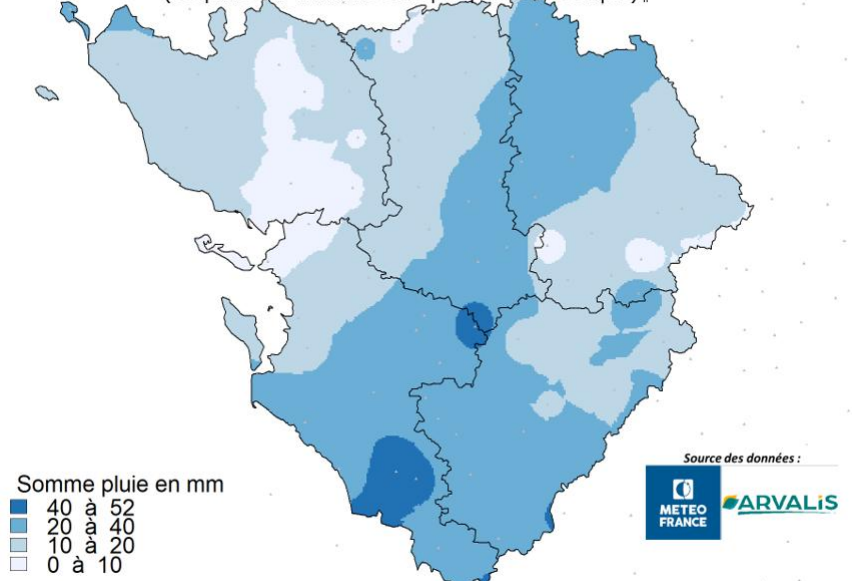 Somme pluie en mm
40 à 52
20 à 40
10 à 20
0 à 10
Source des données :
METEO
FRANCE
ARVALIS